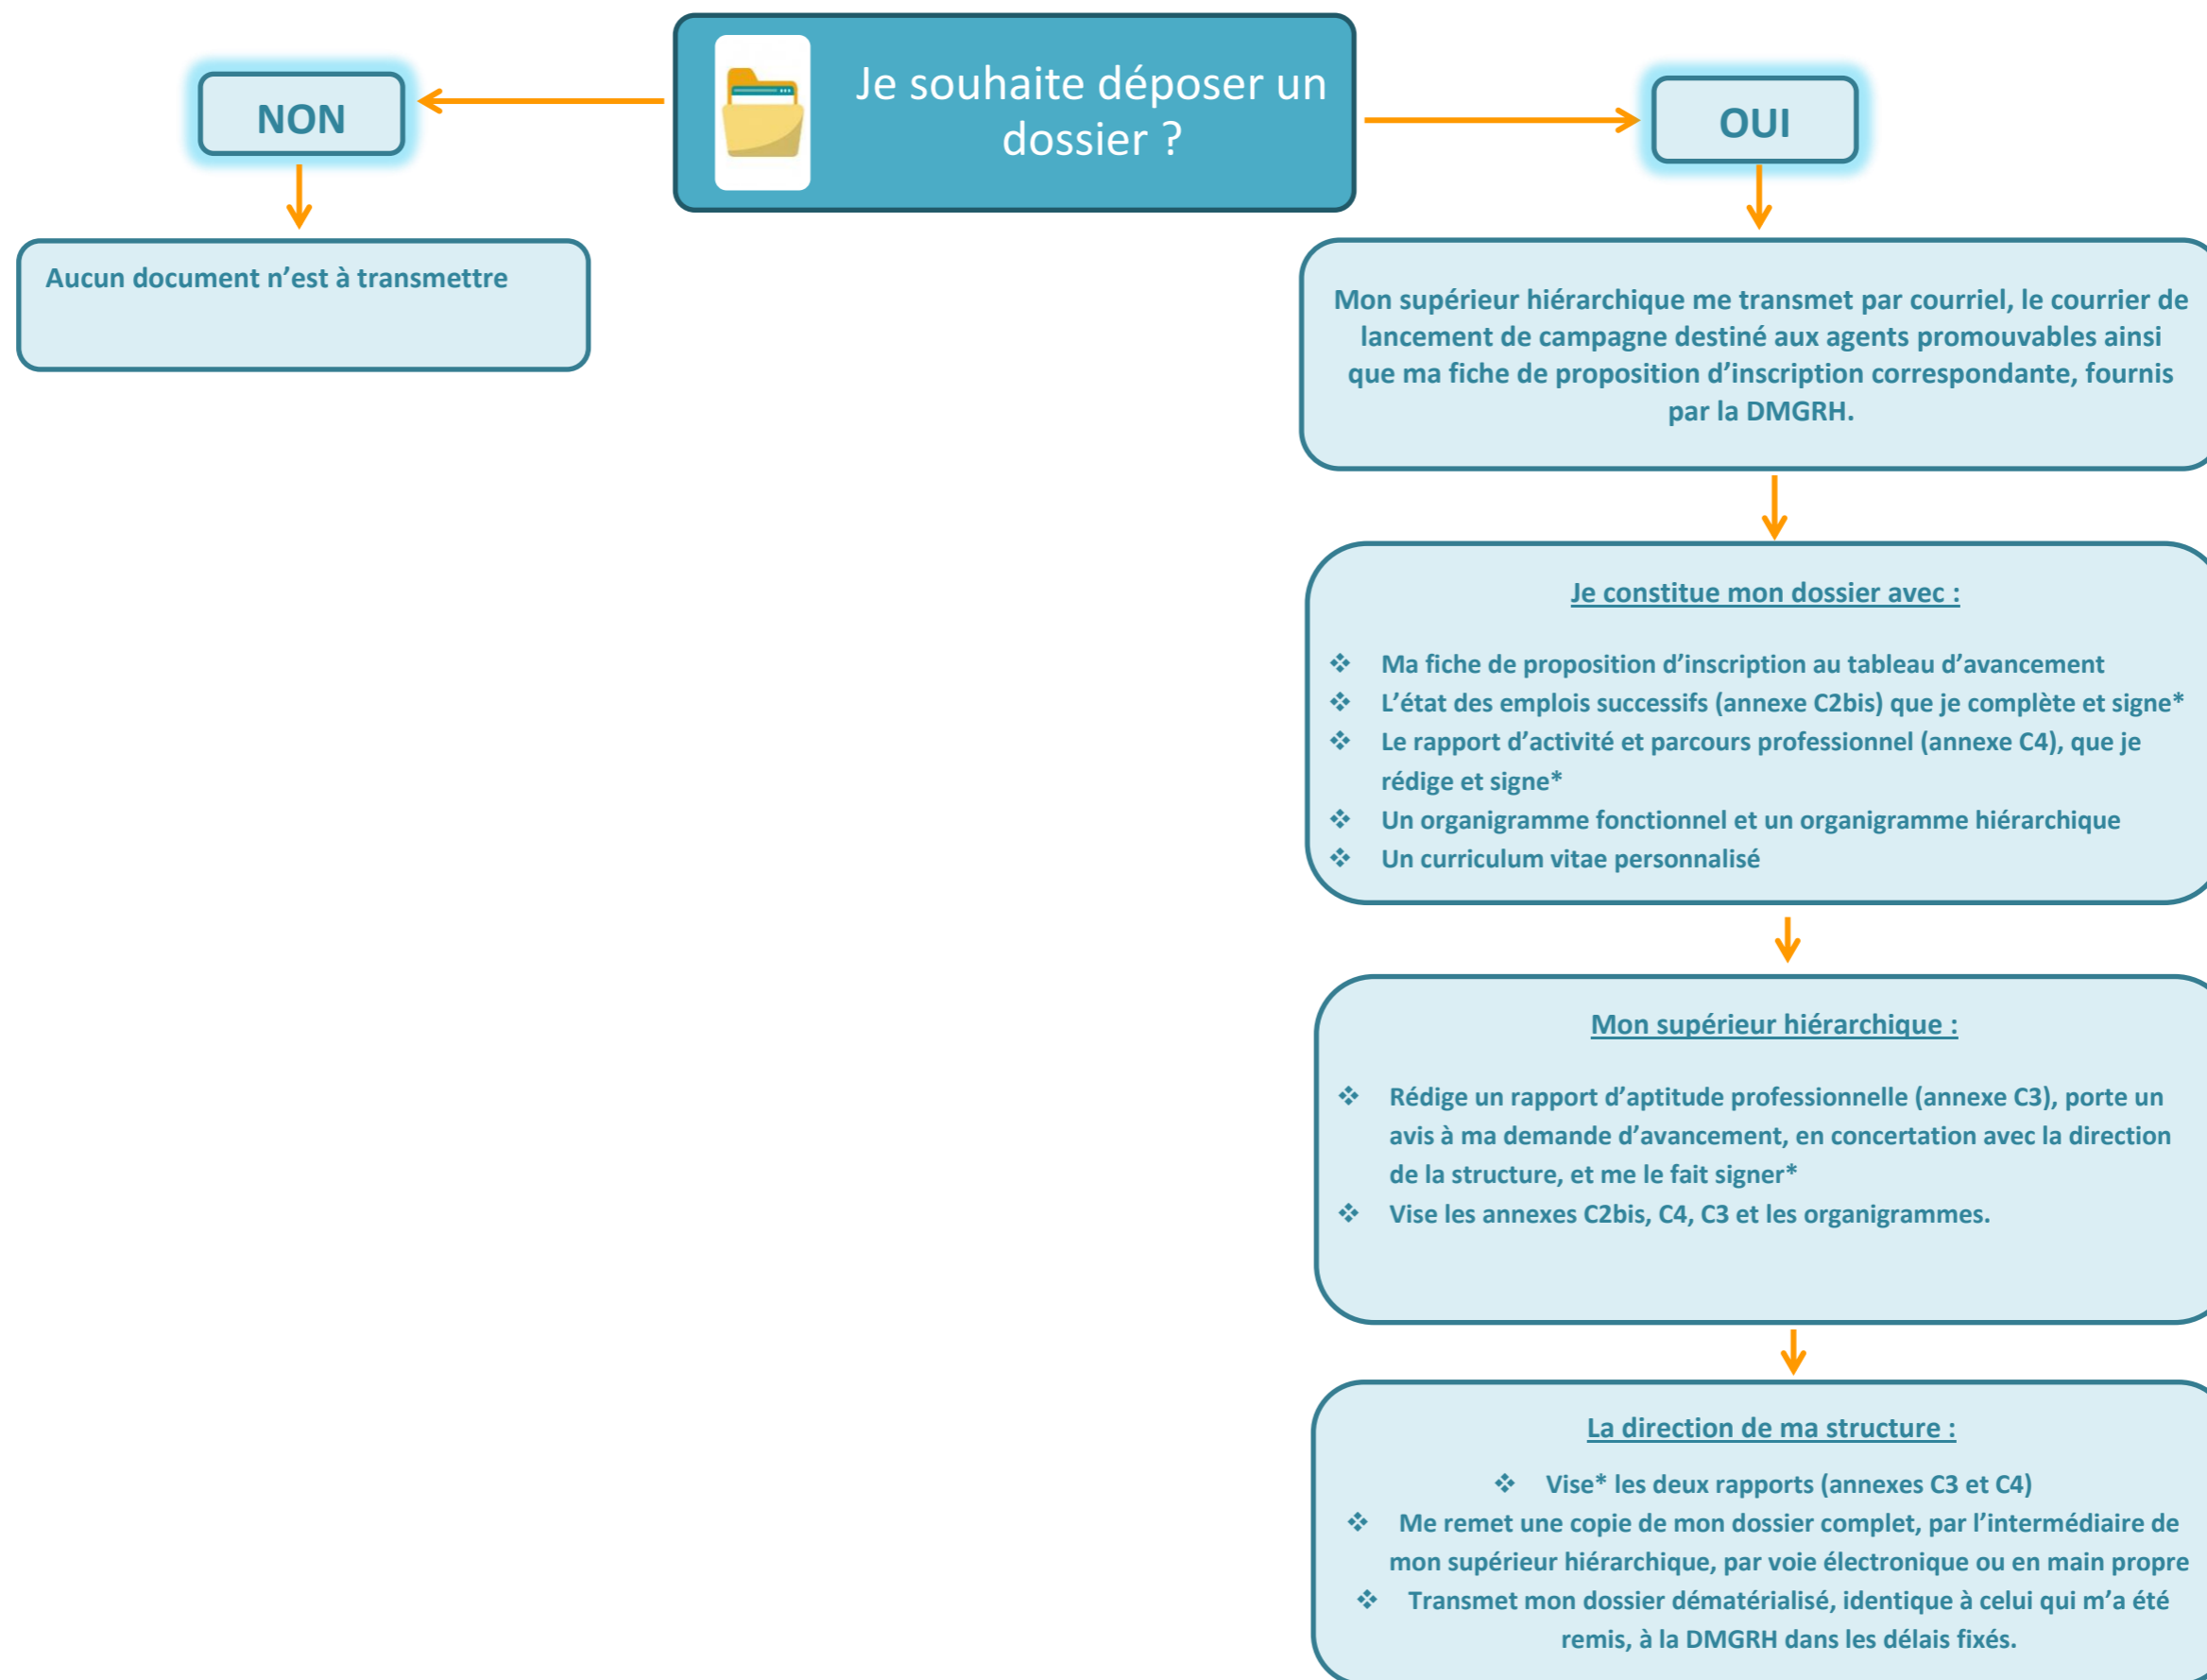 Je souhaite déposer un
dossier ?
NON
OUI
Aucun document n’est à transmettre
Mon supérieur hiérarchique me transmet par courriel, le courrier de
lancement de campagne destiné aux agents promouvables ainsi
que ma fiche de proposition d’inscription correspondante, fournis
par la DMGRH.
Je constitue mon dossier avec :
❖ Ma fiche de proposition d’inscription au tableau d’avancement
❖ L’état des emplois successifs (annexe C2bis) que je complète et signe*
❖ Le rapport d’activité et parcours professionnel (annexe C4), que je
rédige et signe*
❖ Un organigramme fonctionnel et un organigramme hiérarchique
❖ Un curriculum vitae personnalisé
Mon supérieur hiérarchique :
❖ Rédige un rapport d’aptitude professionnelle (annexe C3), porte un
avis à ma demande d’avancement, en concertation avec la direction
de la structure, et me le fait signer*
❖ Vise les annexes C2bis, C4, C3 et les organigrammes.
La direction de ma structure :
❖ Vise* les deux rapports (annexes C3 et C4)
❖ Me remet une copie de mon dossier complet, par l’intermédiaire de
mon supérieur hiérarchique, par voie électronique ou en main propre
❖ Transmet mon dossier dématérialisé, identique à celui qui m’a été
remis, à la DMGRH dans les délais fixés.